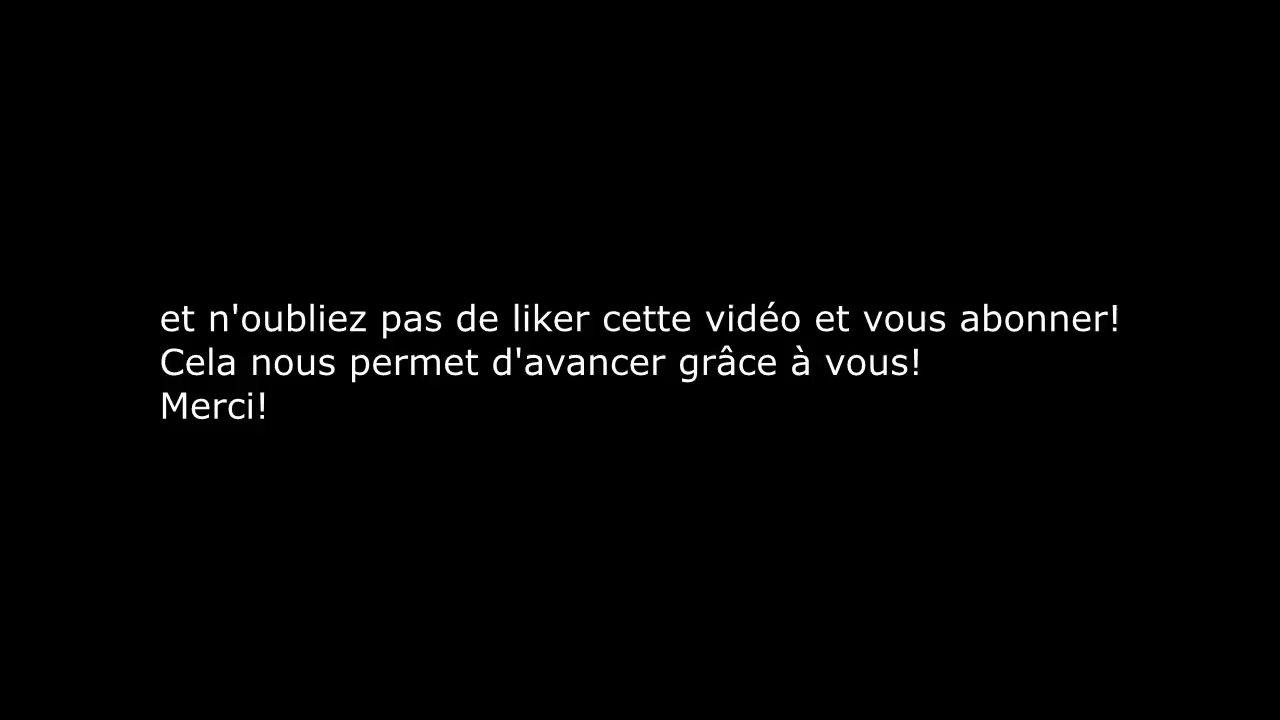 et n'oubliez pas de liker cette vidéo et vous abonner!
Cela nous permet d'avancer grâce à vous!
Merci!